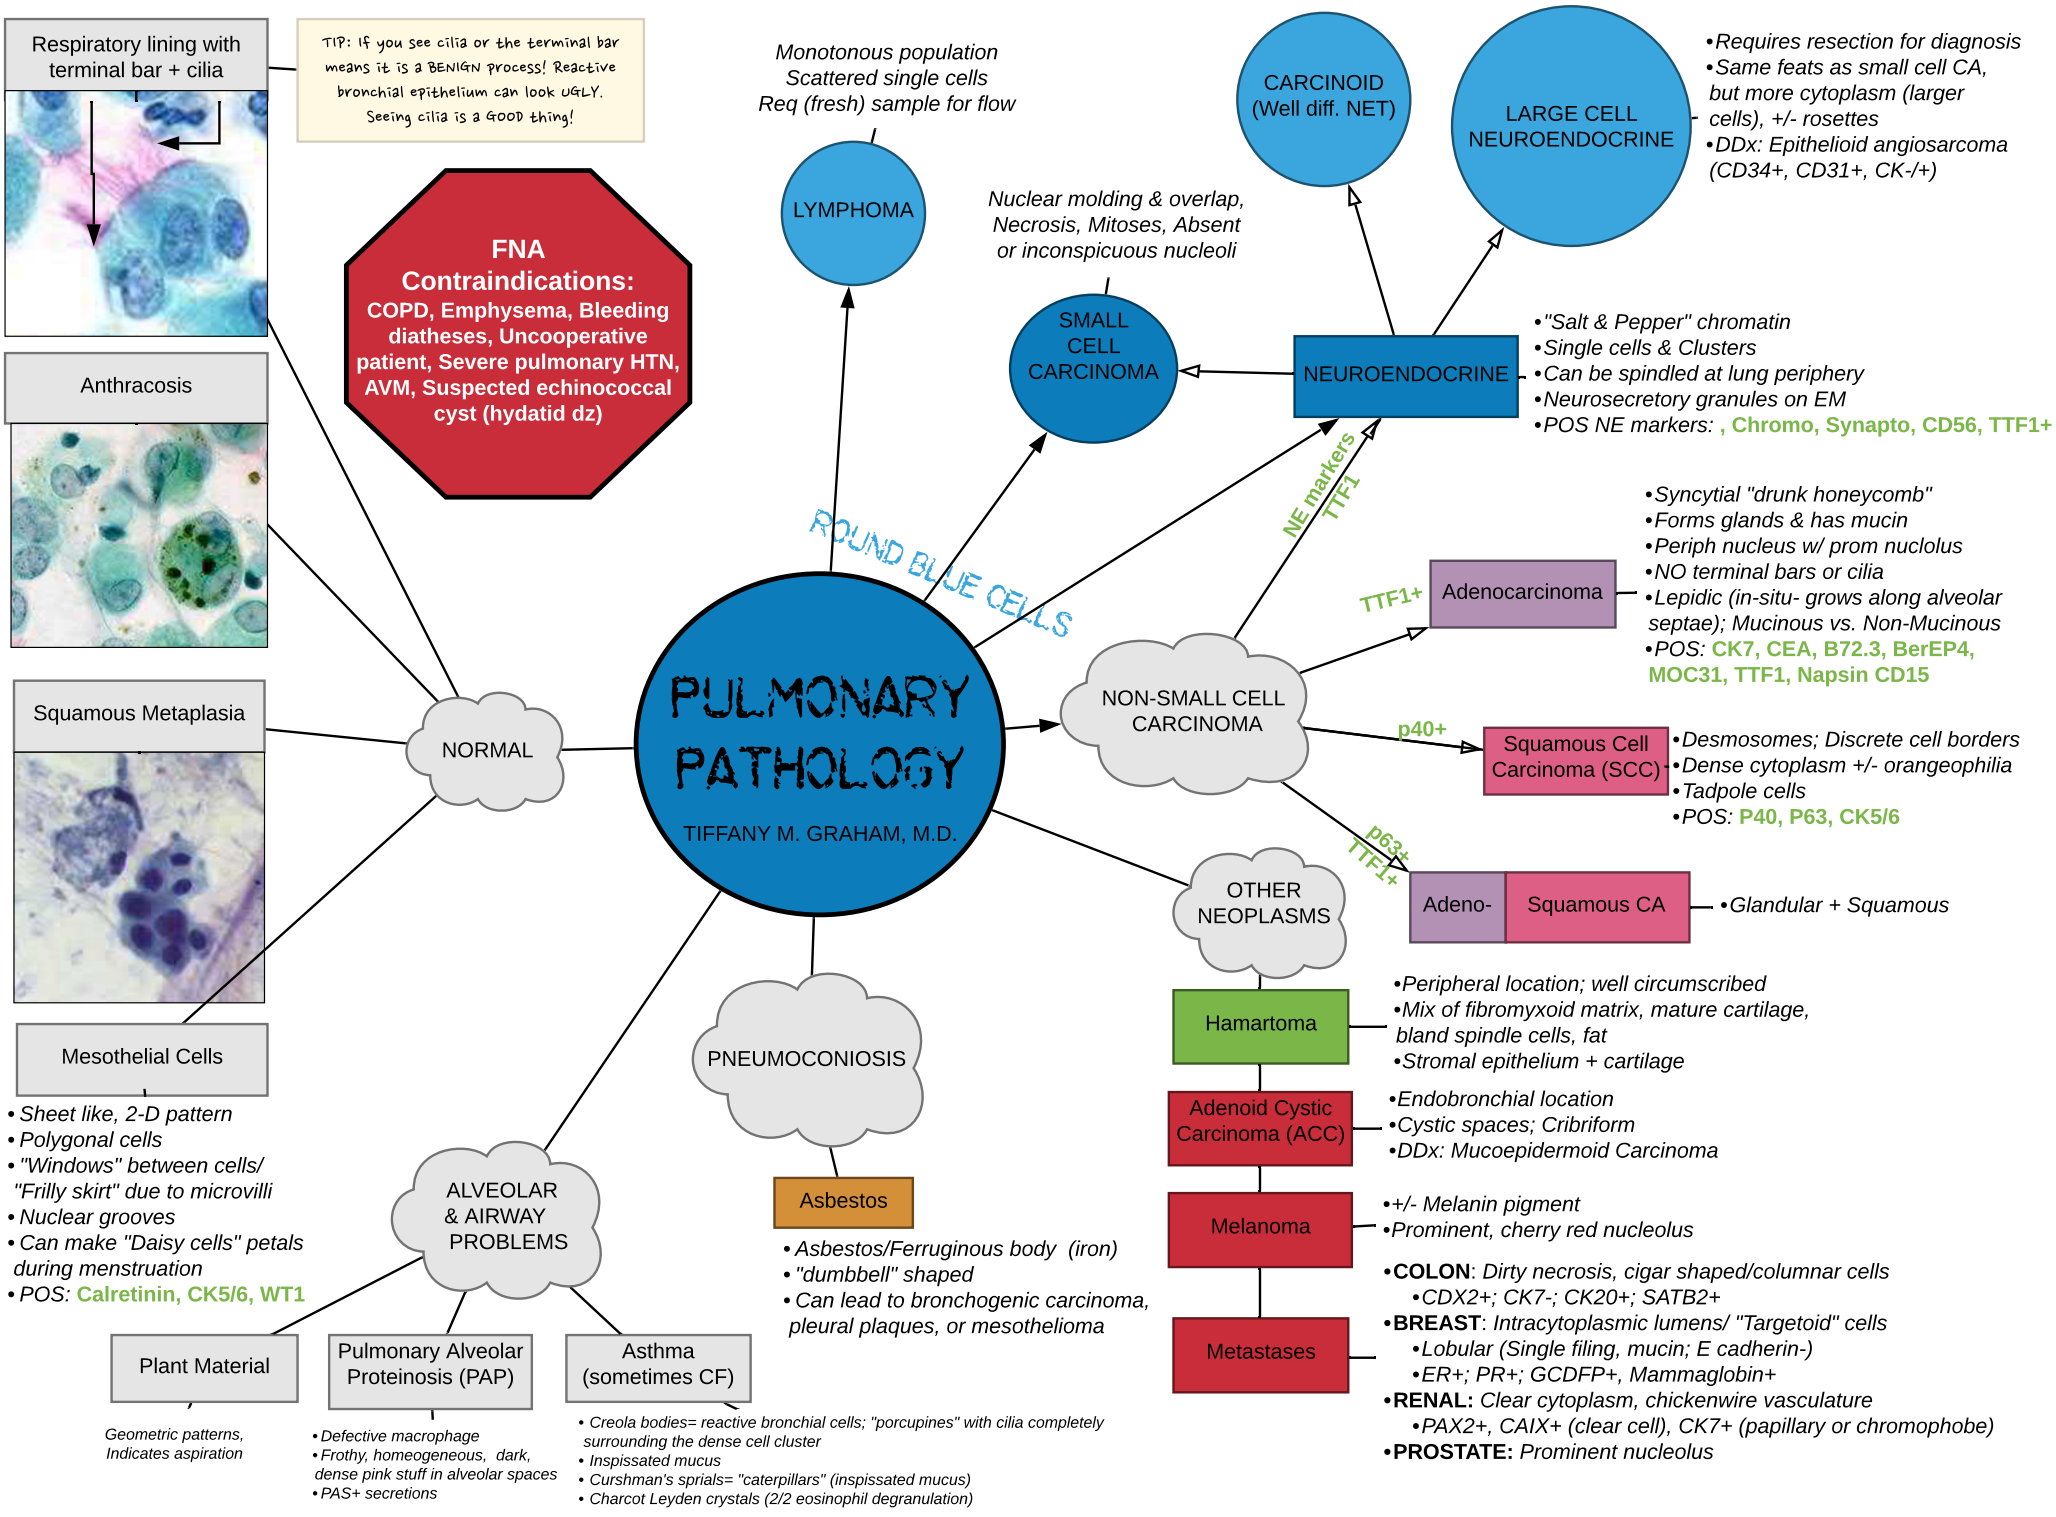 Respiratory lining with
terminal bar + cilia
TIP: If you see cilia or the terminal bar
means it is a BENIGN process! Reactive
bronchial epithelium can look UGLY.
Seeing cilia is a GOOD thing!
FNA
Contraindications:
COPD, Emphysema, Bleeding
diatheses, Uncooperative
patient, Severe pulmonary HTN,
AVM, Suspected echinococcal
cyst (hydatid dz)
Anthracosis
Squamous Metaplasia
NORMAL
Mesothelial Cells
• Sheet like, 2-D pattern
• Polygonal cells
• "Windows" between cells/
"Frilly skirt" due to microvilli
• Nuclear grooves
• Can make "Daisy cells" petals
during menstruation
• POS: Calretinin, CK5/6, WT1
PULMONARY
PATHOLOGY
TIFFANY M. GRAHAM, M.D.
ROUND BLUE CELLS
Monotonous population
Scattered single cells
Req (fresh) sample for flow
LYMPHOMA
Nuclear molding & overlap,
Necrosis, Mitoses, Absent
or inconspicuous nucleoli
SMALL
CELL
CARCINOMA
CARCINOID
(Well diff. NET)
LARGE CELL
NEUROENDOCRINE
•Requires resection for diagnosis
•Same feats as small cell CA,
but more cytoplasm (larger
cells), +/- rosettes
•DDx: Epithelioid angiosarcoma
(CD34+, CD31+, CK-/+)
NEUROENDOCRINE
•"Salt & Pepper" chromatin
•Single cells & Clusters
•Can be spindled at lung periphery
•Neurosecretory granules on EM
•POS NE markers: , Chromo, Synapto, CD56, TTF1+
NE markers
TTF1
NON-SMALL CELL
CARCINOMA
TTF1+
Adenocarcinoma
•Syncytial "drunk honeycomb"
•Forms glands & has mucin
•Periph nucleus w/ prom nuclolus
•NO terminal bars or cilia
•Lepidic (in-situ- grows along alveolar
septae); Mucinous vs. Non-Mucinous
•POS: CK7, CEA, B72.3, BerEP4,
MOC31, TTF1, Napsin CD15
p40+
Squamous Cell
Carcinoma (SCC)
•Desmosomes; Discrete cell borders
•Dense cytoplasm +/- orangeophilia
•Tadpole cells
•POS: P40, P63, CK5/6
p63+
TTF1+
Adeno-
Squamous CA
•Glandular + Squamous
OTHER
NEOPLASMS
Hamartoma
•Peripheral location; well circumscribed
•Mix of fibromyxoid matrix, mature cartilage,
bland spindle cells, fat
•Stromal epithelium + cartilage
Adenoid Cystic
Carcinoma (ACC)
•Endobronchial location
•Cystic spaces; Cribriform
•DDx: Mucoepidermoid Carcinoma
Melanoma
•+/- Melanin pigment
•Prominent, cherry red nucleolus
Metastases
•COLON: Dirty necrosis, cigar shaped/columnar cells
•CDX2+; CK7-; CK20+; SATB2+
•BREAST: Intracytoplasmic lumens/ "Targetoid" cells
•Lobular (Single filing, mucin; E cadherin-)
•ER+; PR+; GCDFP+, Mammaglobin+
•RENAL: Clear cytoplasm, chickenwire vasculature
•PAX2+, CAIX+ (clear cell), CK7+ (papillary or chromophobe)
•PROSTATE: Prominent nucleolus
PNEUMOCONIOSIS
Asbestos
• Asbestos/Ferruginous body (iron)
• "dumbbell" shaped
• Can lead to bronchogenic carcinoma,
pleural plaques, or mesothelioma
ALVEOLAR
& AIRWAY
PROBLEMS
Plant Material
Geometric patterns,
Indicates aspiration
Pulmonary Alveolar
Proteinosis (PAP)
• Defective macrophage
• Frothy, homeogeneous, dark,
dense pink stuff in alveolar spaces
• PAS+ secretions
Asthma
(sometimes CF)
• Creola bodies= reactive bronchial cells; "porcupines" with cilia completely
surrounding the dense cell cluster
• Inspissated mucus
• Curshman's sprials= "caterpillars" (inspissated mucus)
• Charcot Leyden crystals (2/2 eosinophil degranulation)